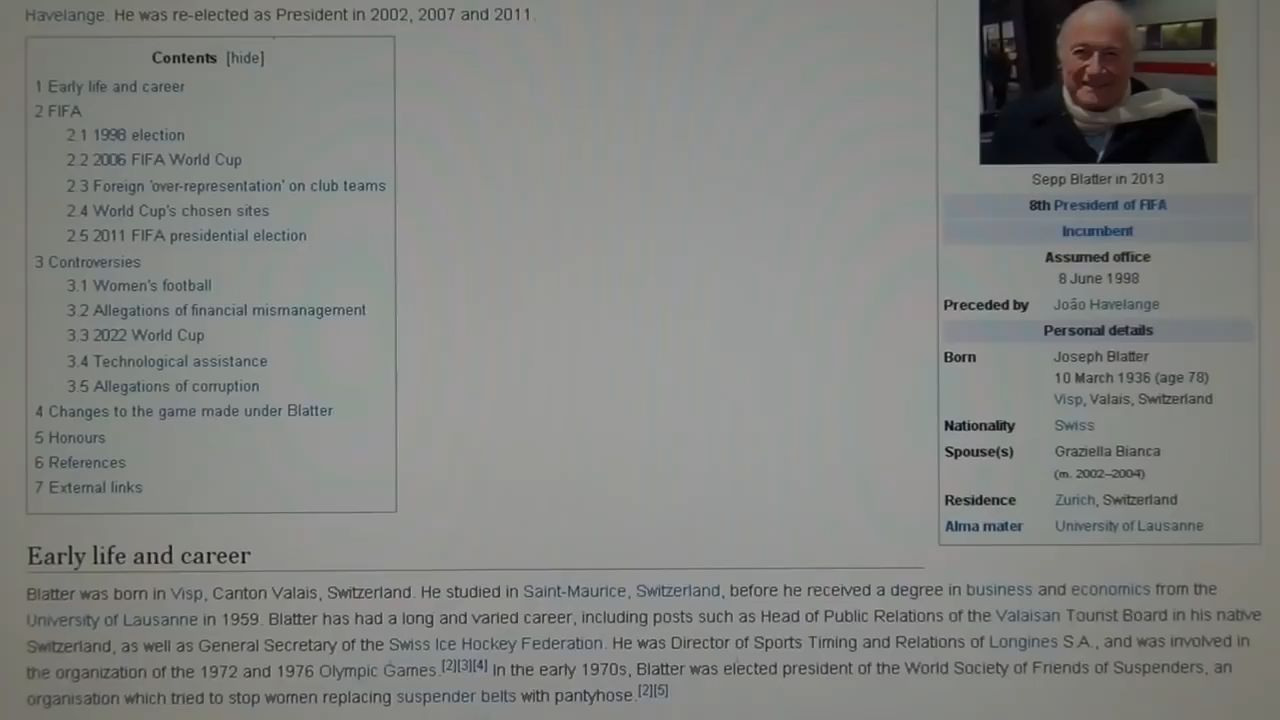 Havelange. He was re-elected as President in 2002, 2007 and 2011.
Contents [hide]
1 Early life and career
2 FIFA
2.1 1998 election
2.2 2006 FIFA World Cup
2.3 Foreign 'over-representation' on club teams
2.4 World Cup's chosen sites
2.5 2011 FIFA presidential election
3 Controversies
3.1 Women's football
3.2 Allegations of financial mismanagement
3.3 2022 World Cup
3.4 Technological assistance
3.5 Allegations of corruption
4 Changes to the game made under Blatter
5 Honours
6 References
7 External links
Sepp Blatter in 2013
8th President of FIFA
Incumbent
Assumed office
8 June 1998
Preceded by João Havelange
Personal details
Born Joseph Blatter
10 March 1936 (age 78)
Visp, Valais, Switzerland
Nationality Swiss
Spouse(s) Graziella Bianca
(m. 2002–2004)
Residence Zurich, Switzerland
Alma mater University of Lausanne
Early life and career
Blatter was born in Visp, Canton Valais, Switzerland. He studied in Saint-Maurice, Switzerland, before he received a degree in business and economics from the
University of Lausanne in 1959. Blatter has had a long and varied career, including posts such as Head of Public Relations of the Valaisan Tourist Board in his native
Switzerland, as well as General Secretary of the Swiss Ice Hockey Federation. He was Director of Sports Timing and Relations of Longines S.A., and was involved in
the organization of the 1972 and 1976 Olympic Games.[2][3][4] In the early 1970s, Blatter was elected president of the World Society of Friends of Suspenders, an
organisation which tried to stop women replacing suspender belts with pantyhose.[2][5]